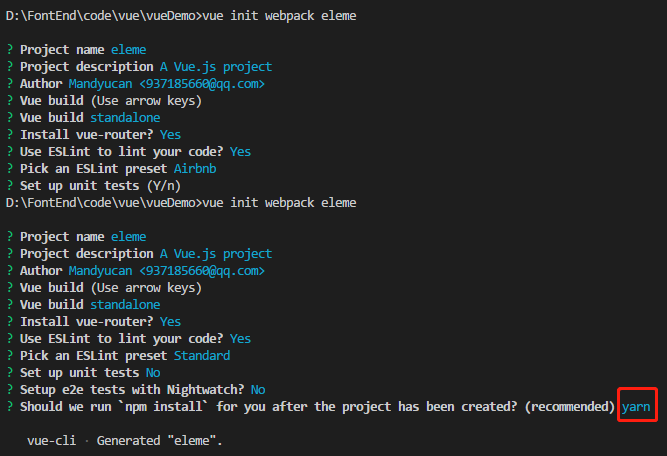 D:\FontEnd\code\vue\vueDemo>vue init webpack eleme
? Project name eleme
? Project description A Vue.js project
? Author Mandyucan <937185660@qq.com>
? Vue build (Use arrow keys)
? Vue build standalone
? Install vue-router? Yes
? Use ESLint to lint your code? Yes
? Pick an ESLint preset Airbnb
? Set up unit tests (Y/n)
D:\FontEnd\code\vue\vueDemo>vue init webpack eleme
? Project name eleme
? Project description A Vue.js project
? Author Mandyucan <937185660@qq.com>
? Vue build (Use arrow keys)
? Vue build standalone
? Install vue-router? Yes
? Use ESLint to lint your code? Yes
? Pick an ESLint preset Standard
? Set up unit tests No
? Setup e2e tests with Nightwatch? No
? Should we run `npm install` for you after the project has been created? (recommended) yarn
vue-cli · Generated "eleme".